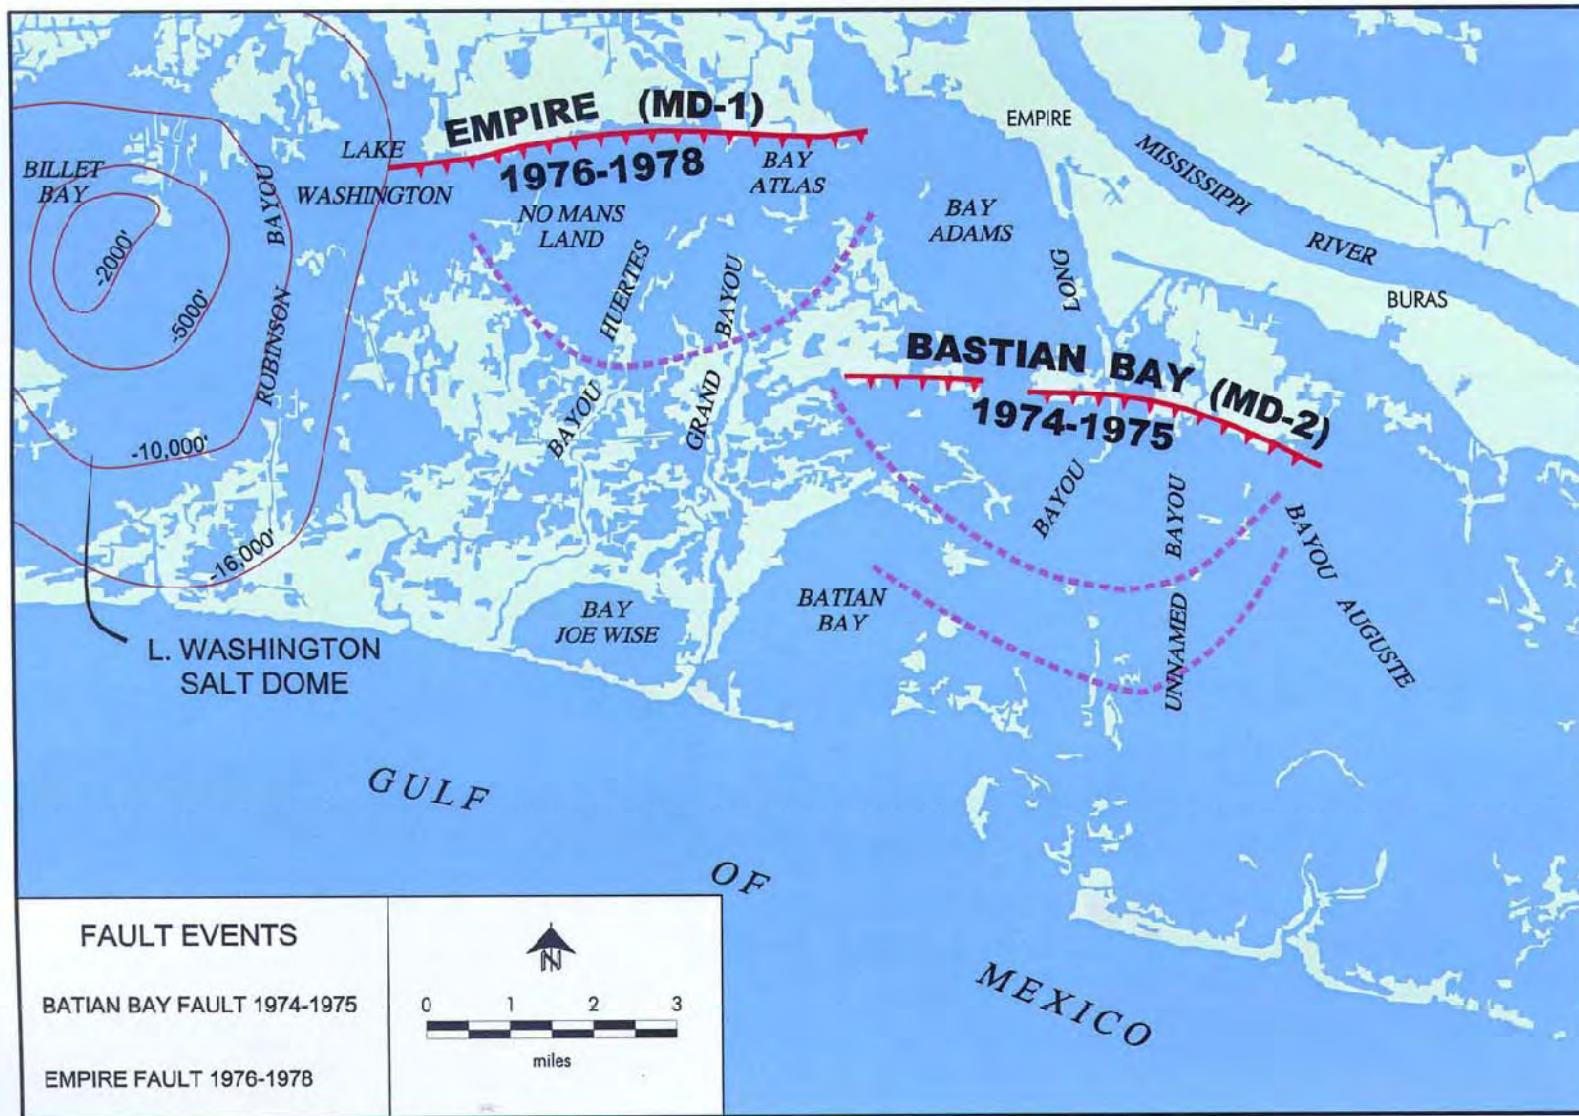 EMPIRE (MD-1)
1976-1978
EMPIRE
MISSISSIPPI
RIVER
BURAS
LAKE
WASHINGTON
BILLET
BAY
BAYOU
ROBINSON
-2000'
-5000'
-10,000'
-16,000'
NO MANS
LAND
BAY
ATLAS
BAY
ADAMS
LONG
HUERTES
BAYOU
BAYOU
GRAND
BASTIAN BAY (MD-2)
1974-1975
BAYOU
BAYOU
UNNAMED
BAYOU
AUGUSTE
BATIAN
BAY
BAY
JOE WISE
L. WASHINGTON
SALT DOME
GULF
OF
MEXICO
FAULT EVENTS
BATIAN BAY FAULT 1974-1975
EMPIRE FAULT 1976-1978
N
0 1 2 3
miles